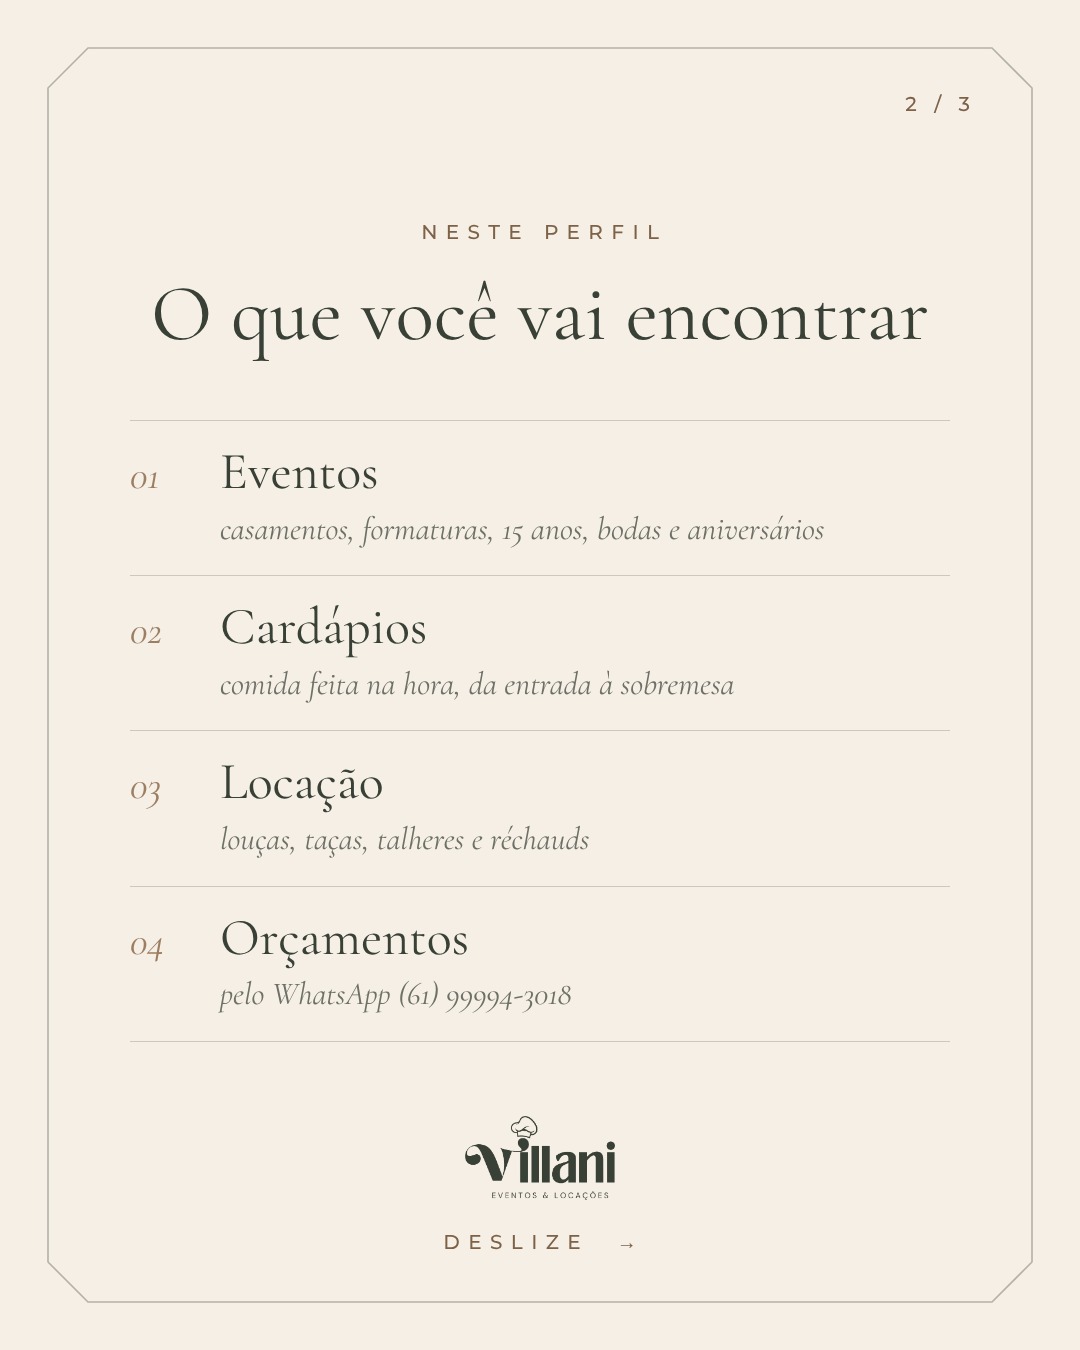 2 / 3
NESTE PERFIL
O que você vai encontrar
01 Eventos
casamentos, formaturas, 15 anos, bodas e aniversários
02 Cardápios
comida feita na hora, da entrada à sobremesa
03 Locação
louças, taças, talheres e réchauds
04 Orçamentos
pelo WhatsApp (61) 99994-3018
Villani
EVENTOS & LOCAÇÕES
DESLIZE →